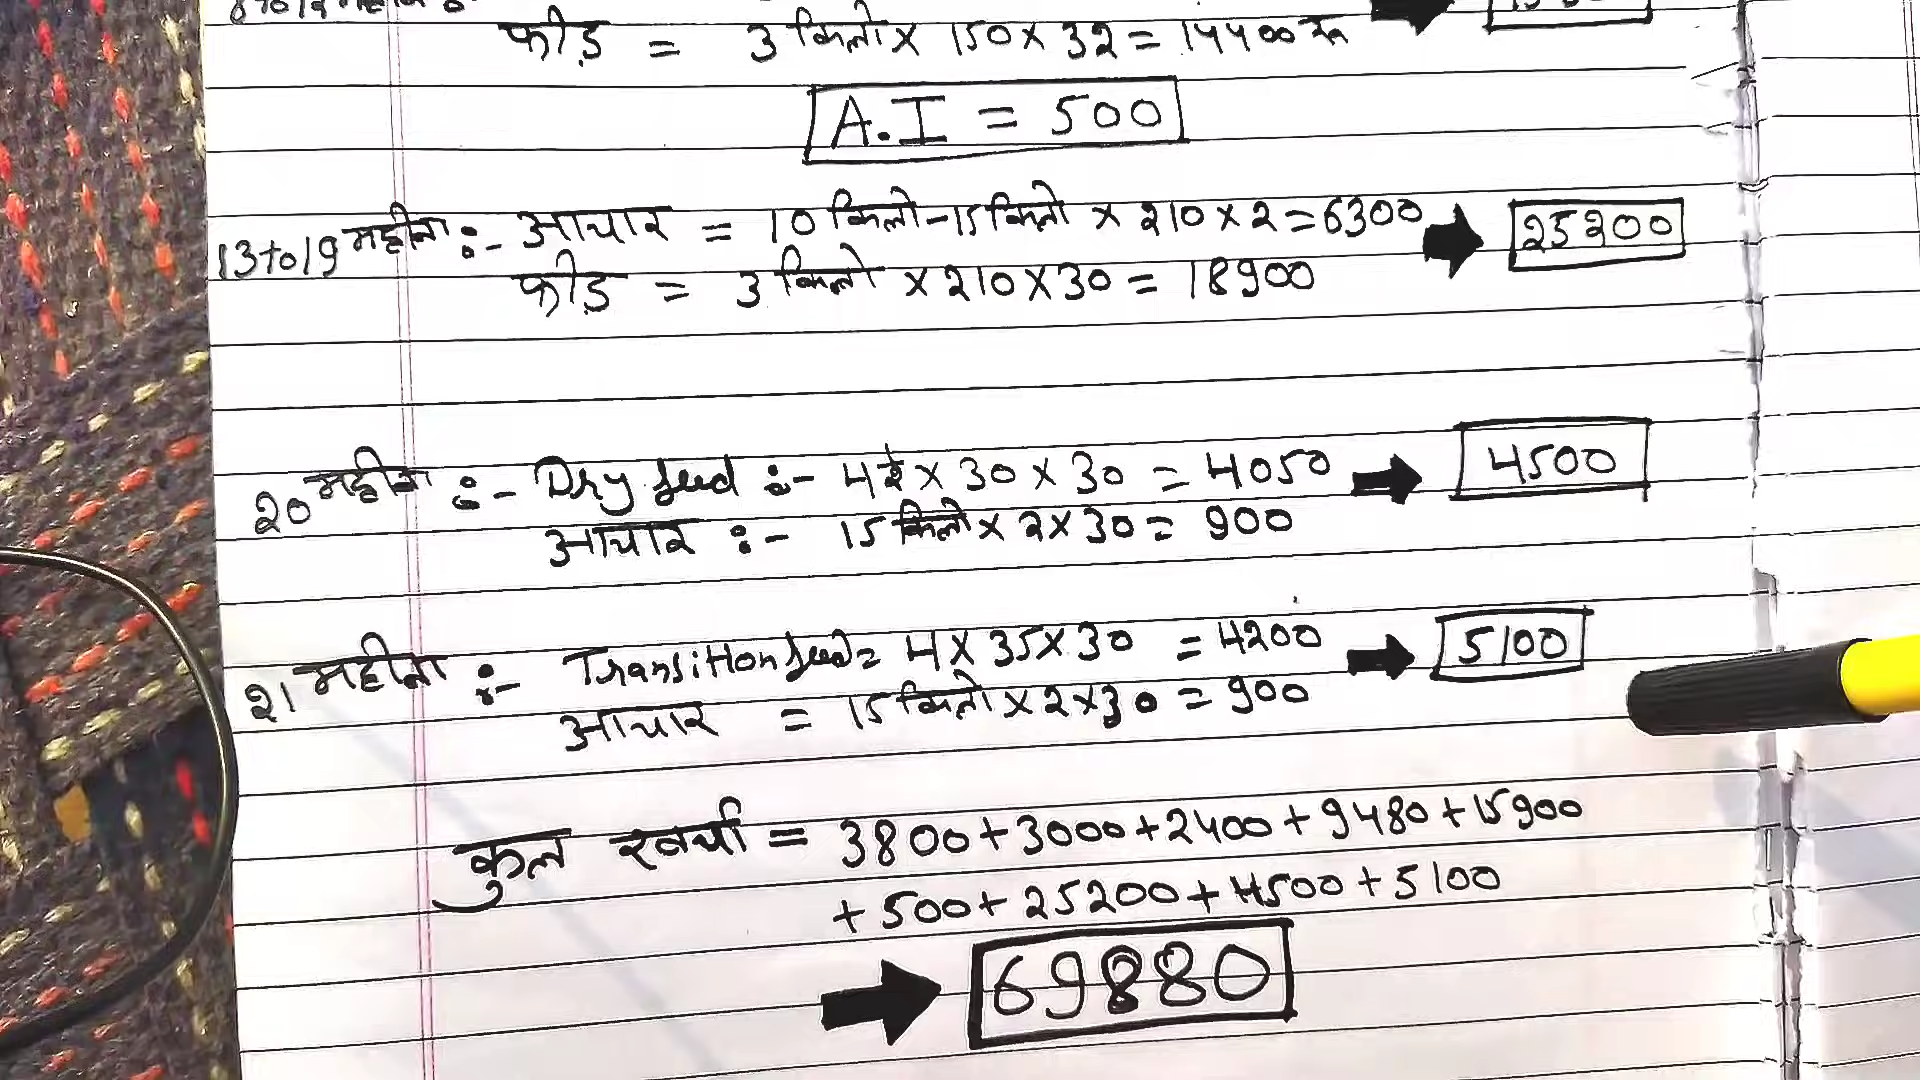 फीड = 3 किलो × 150 × 32 = 14400 रू
A.I = 500
13 to 19 महीना :- आचार = 10 किलो - 15 किलो × 210 × 2 = 6300 → 25200
फीड = 3 किलो × 210 × 30 = 18900
20 महीना :- Dry feed :- 4 × 30 × 30 = 4050 → 4500
आचार :- 15 किलो × 2 × 30 = 900
21 महीना :- Transition feed = 4 × 35 × 30 = 4200 → 5100
आचार = 15 किलो × 2 × 30 = 900
कुल खर्चा = 3800 + 3000 + 2400 + 9480 + 15900
+ 500 + 25200 + 4500 + 5100
→ 69880